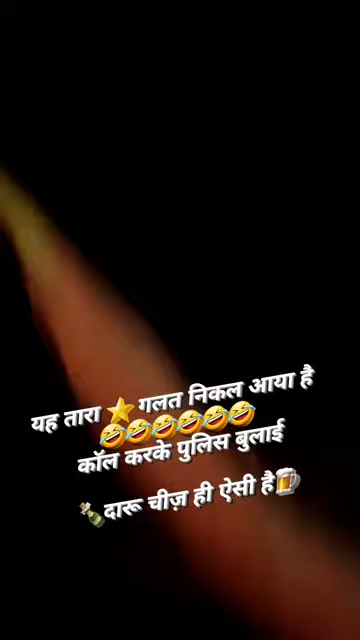 यह तारा ⭐ गलत निकल आया है
🤣🤣🤣🤣🤣🤣
कॉल करके पुलिस बुलाई
🍾दारू चीज़ ही ऐसी है🍺